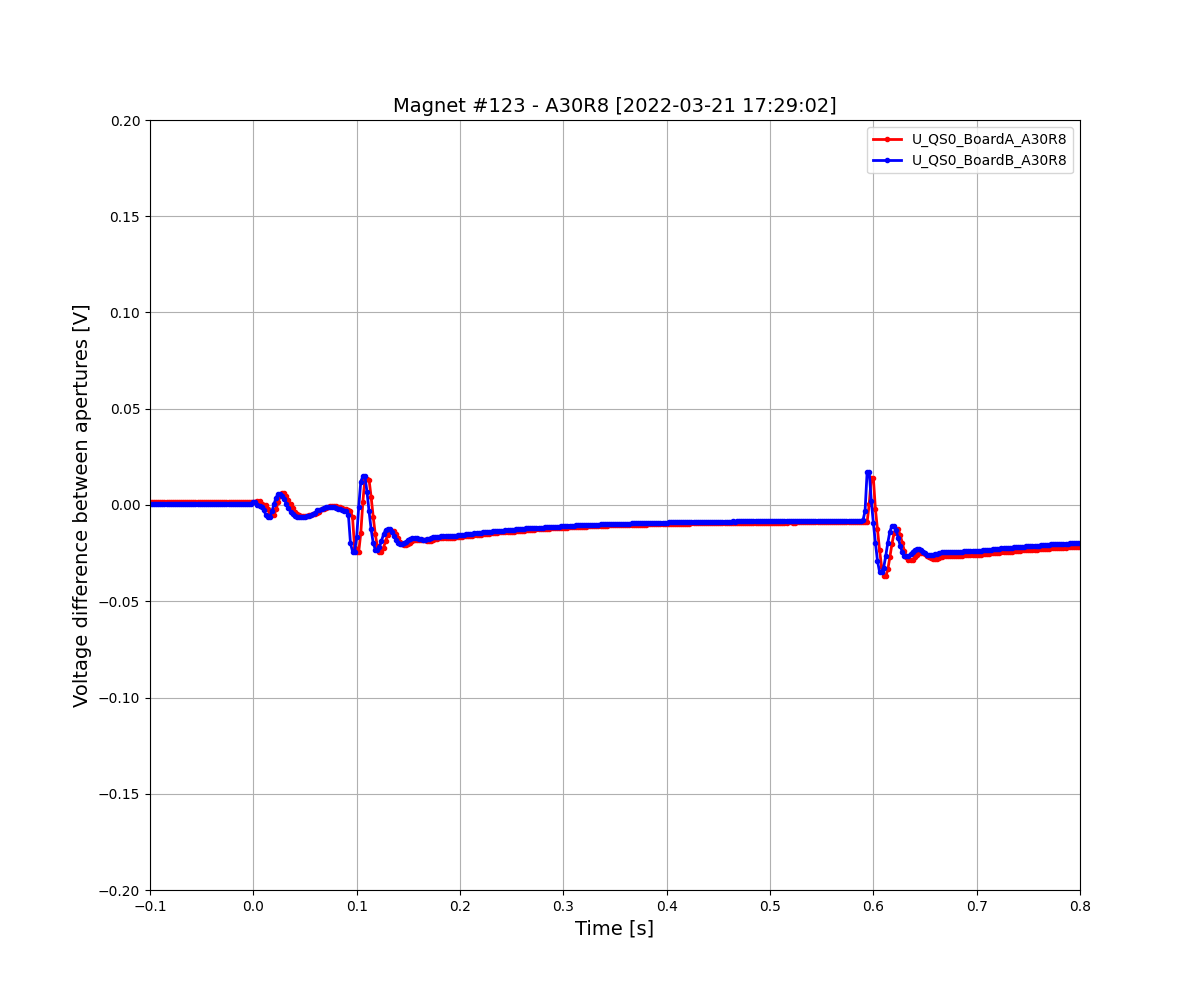 Magnet #123 - A30R8 [2022-03-21 17:29:02]
U_QS0_BoardA_A30R8
U_QS0_BoardB_A30R8
Voltage difference between apertures [V]
0.20
0.15
0.10
0.05
0.00
−0.05
−0.10
−0.15
−0.20
−0.1 0.0 0.1 0.2 0.3 0.4 0.5 0.6 0.7 0.8
Time [s]